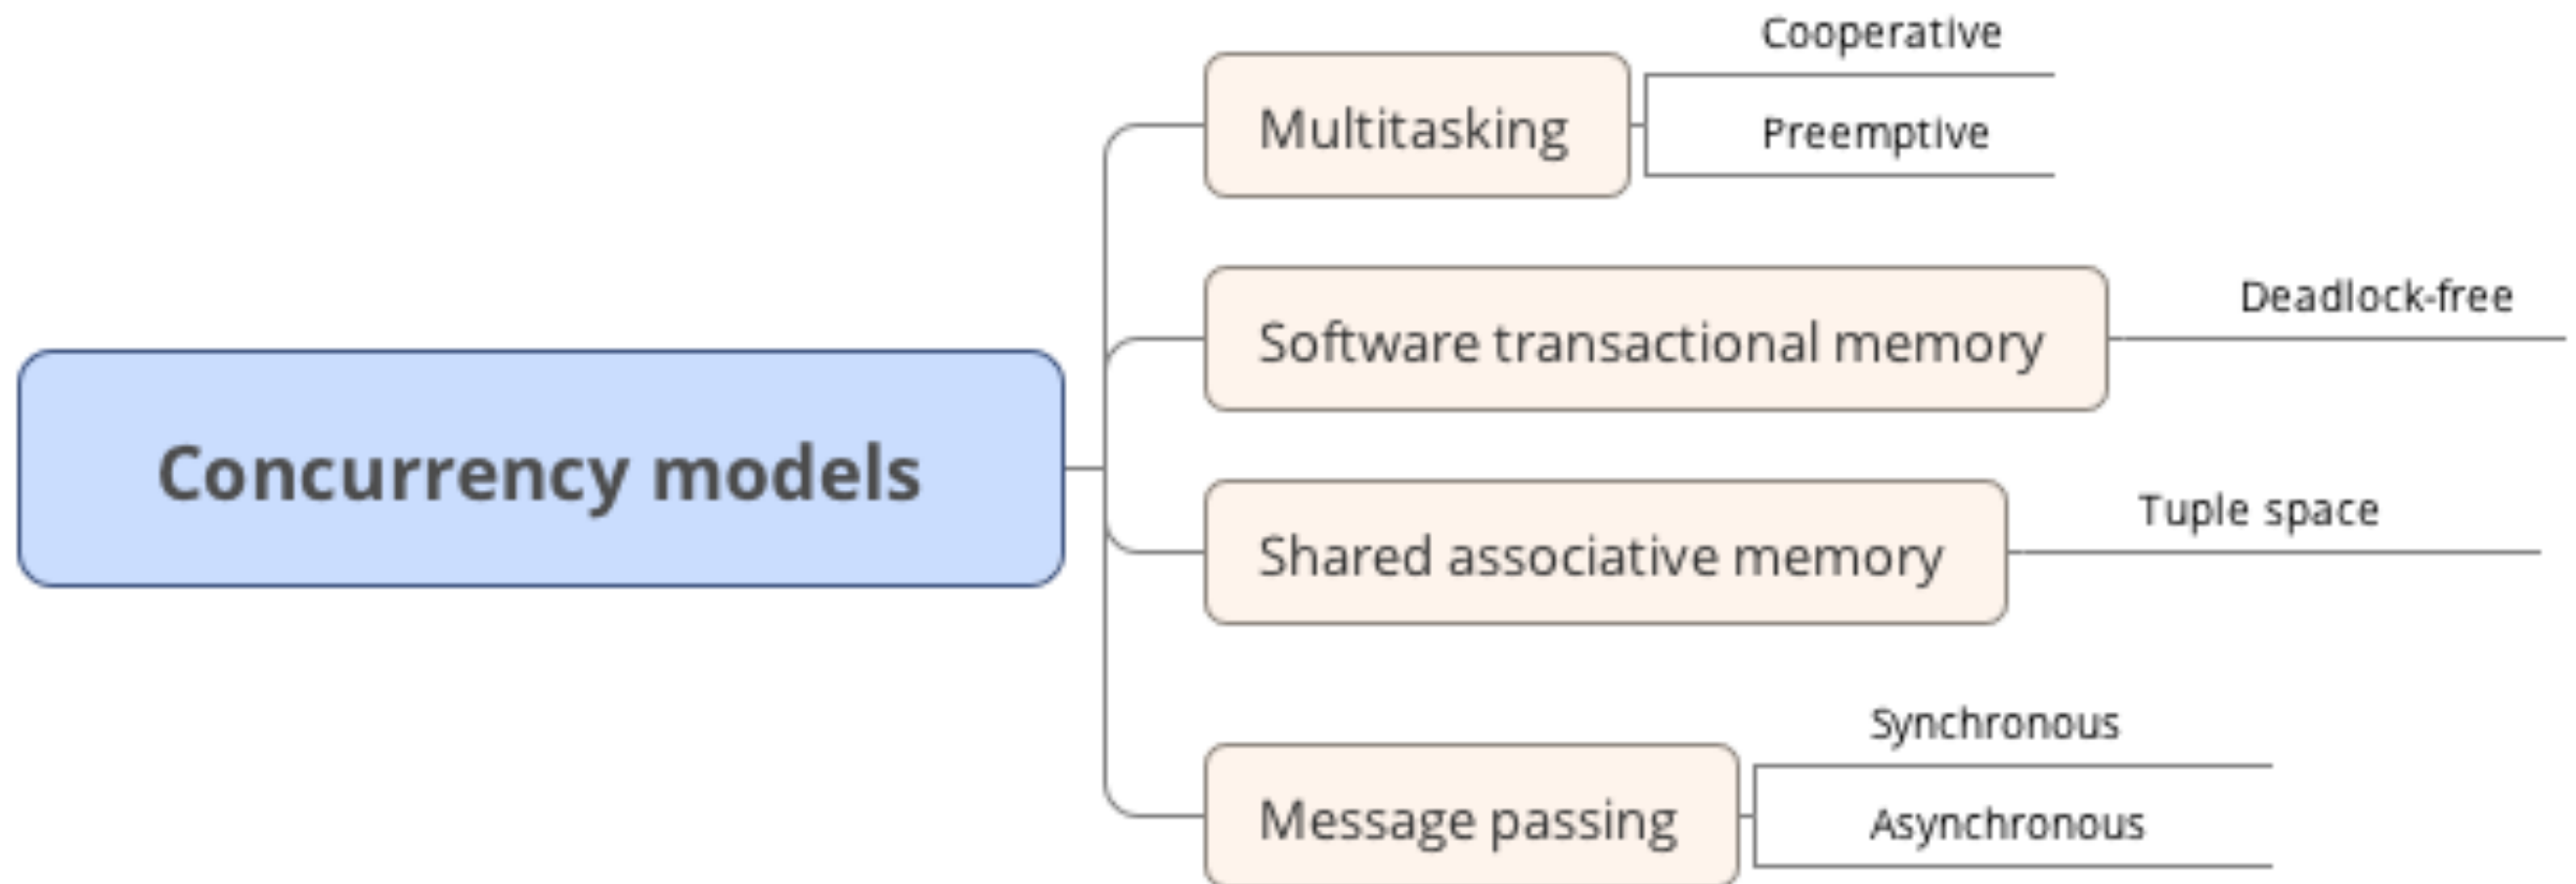 Concurrency models
Multitasking
Cooperative
Preemptive
Software transactional memory
Deadlock-free
Shared associative memory
Tuple space
Message passing
Synchronous
Asynchronous